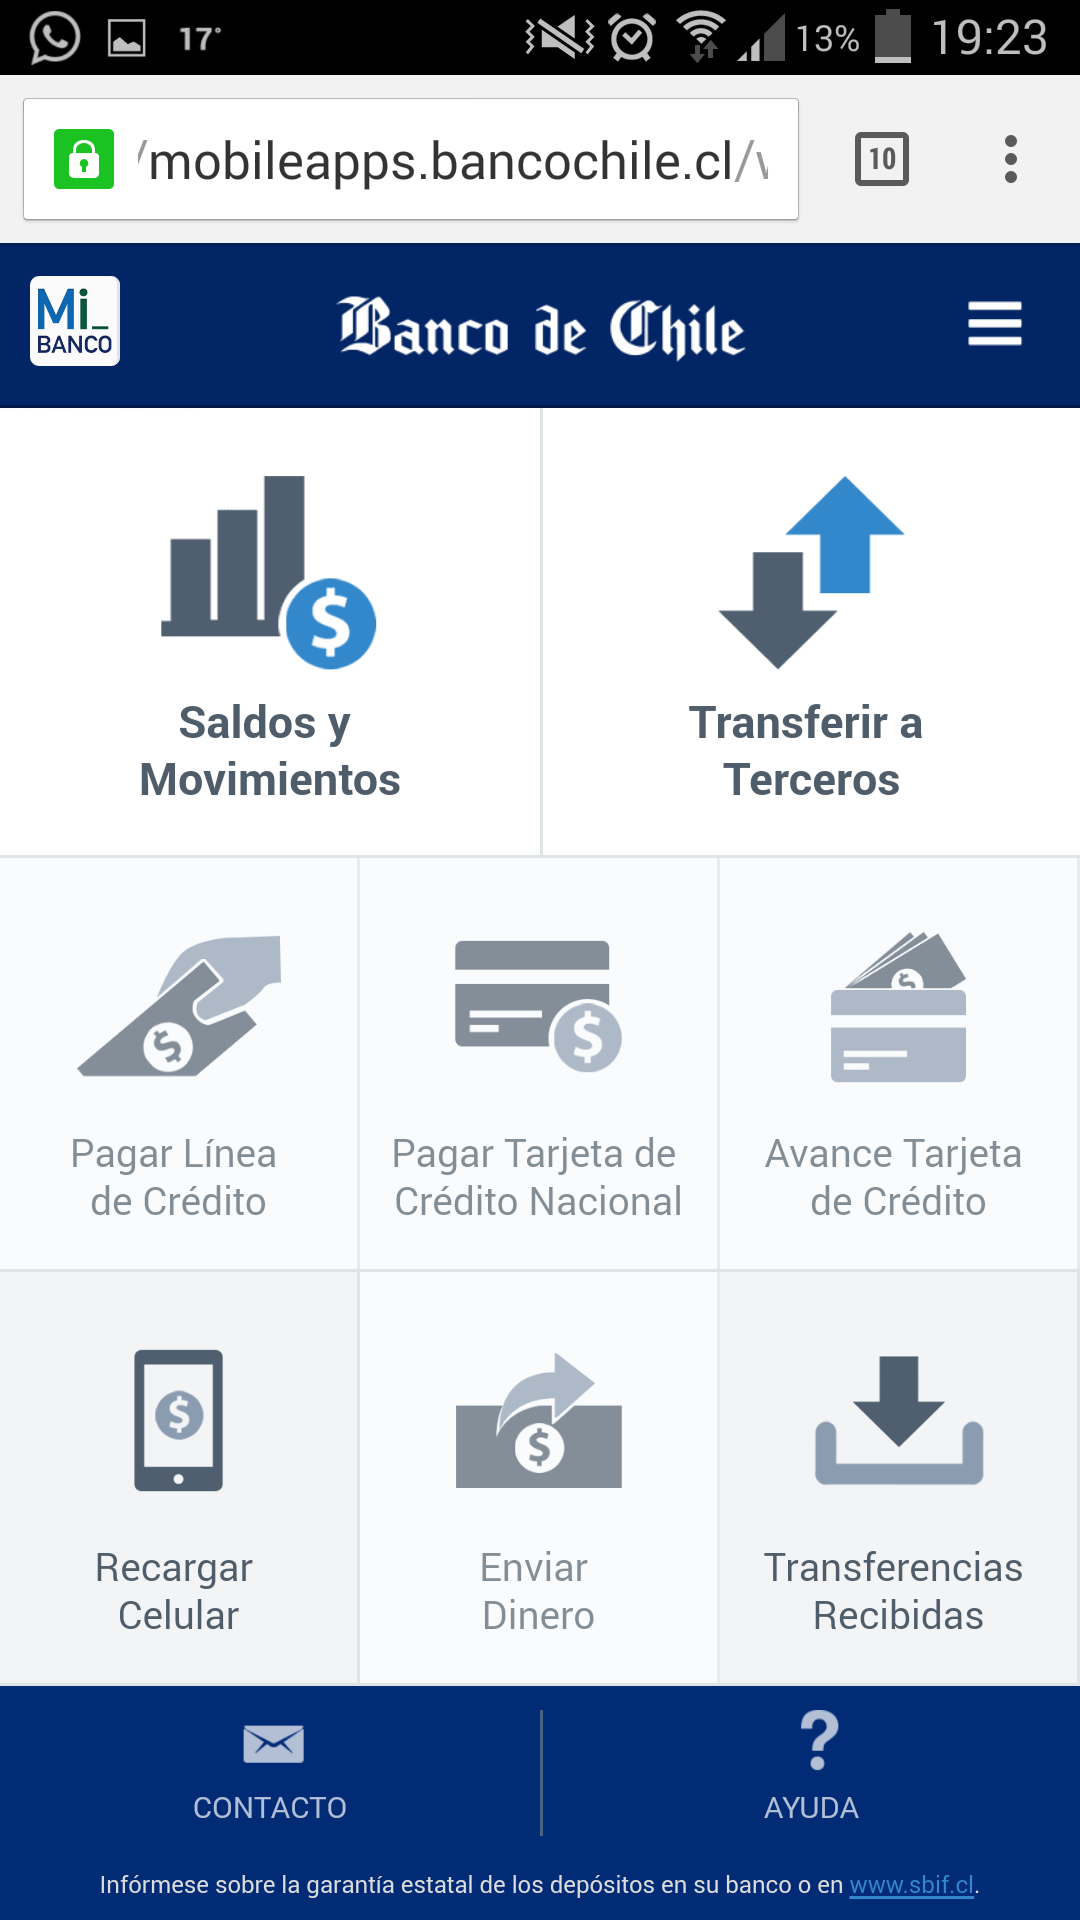 17°
13%
19:23
/mobileapps.bancochile.cl/
10
Mi_
BANCO
Banco de Chile
$
Saldos y
Movimientos
Transferir a
Terceros
$
$
$
Pagar Línea
de Crédito
Pagar Tarjeta de
Crédito Nacional
Avance Tarjeta
de Crédito
$
$
Recargar
Celular
Enviar
Dinero
Transferencias
Recibidas
?
CONTACTO
AYUDA
Infórmese sobre la garantía estatal de los depósitos en su banco o en www.sbif.cl.